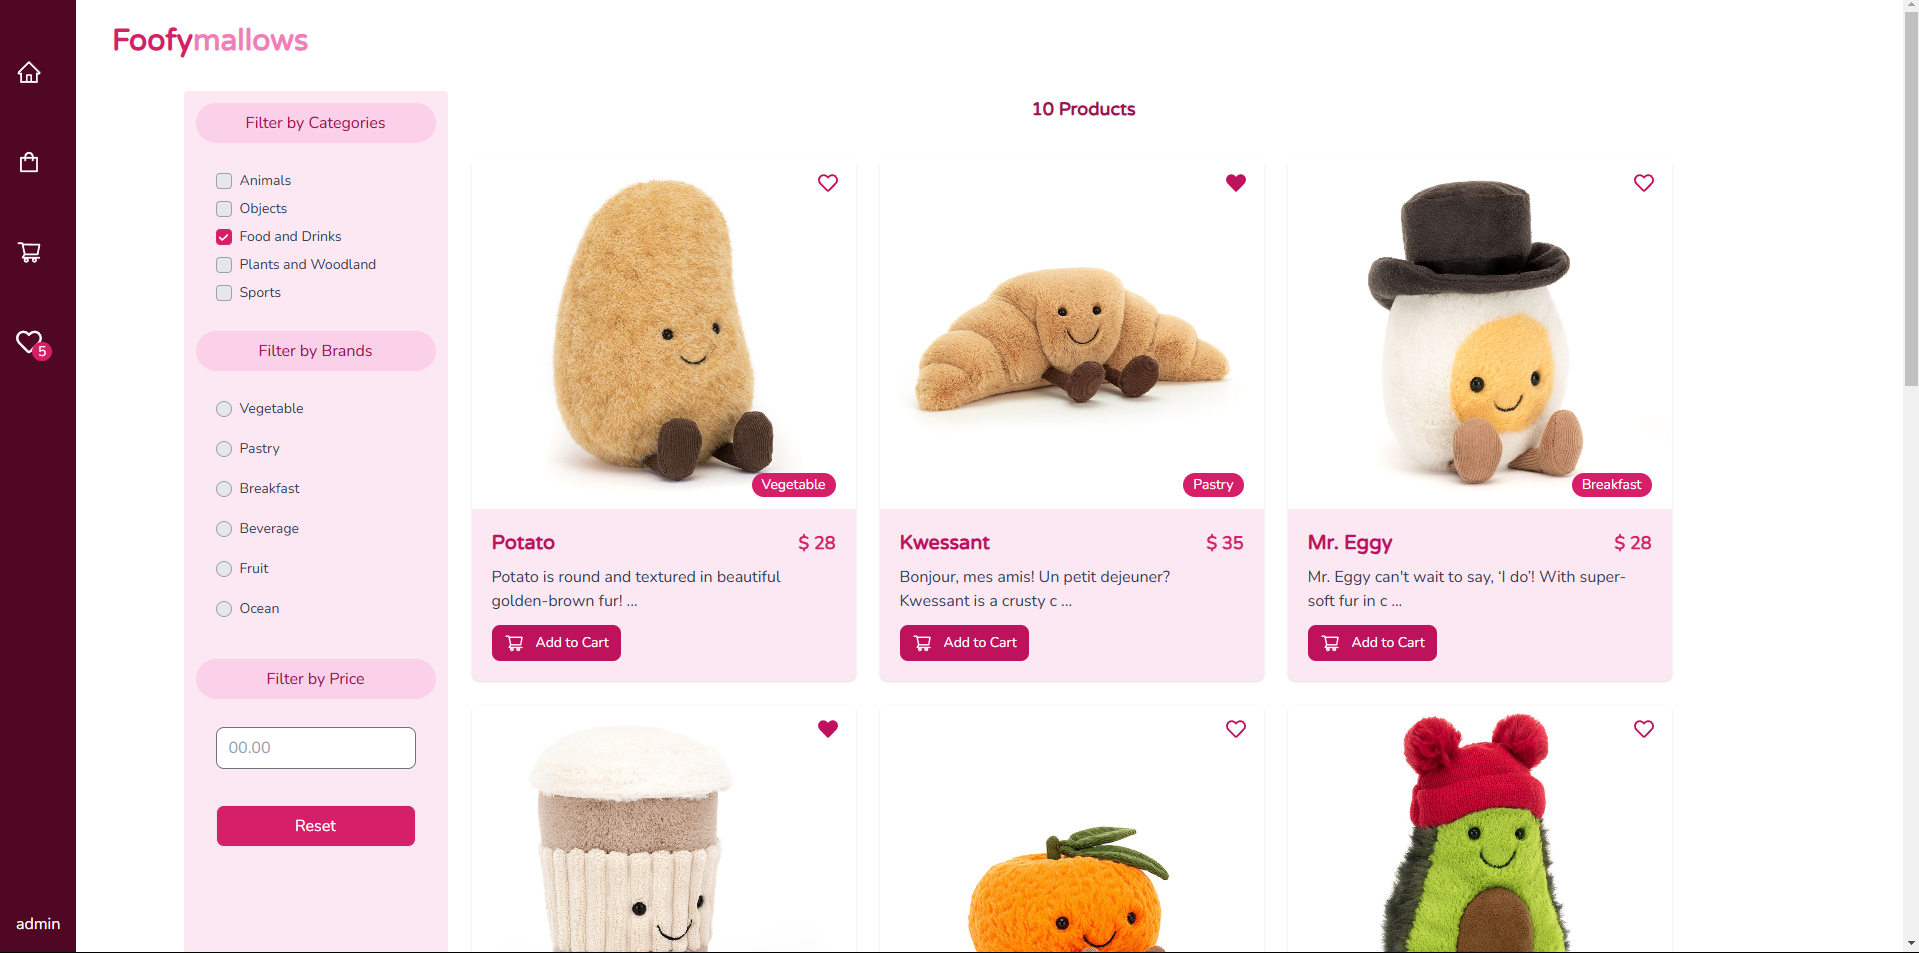 Foofymallows
5
admin
Filter by Categories
Animals
Objects
Food and Drinks
Plants and Woodland
Sports
Filter by Brands
Vegetable
Pastry
Breakfast
Beverage
Fruit
Ocean
Filter by Price
00.00
Reset
10 Products
Vegetable
Potato
$ 28
Potato is round and textured in beautiful
golden-brown fur! ...
Add to Cart
Pastry
Kwessant
$ 35
Bonjour, mes amis! Un petit dejeuner?
Kwessant is a crusty c ...
Add to Cart
Breakfast
Mr. Eggy
$ 28
Mr. Eggy can't wait to say, ‘I do’! With super-
soft fur in c ...
Add to Cart